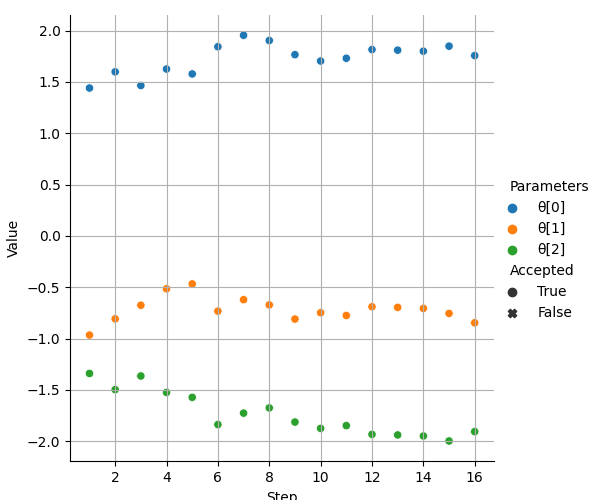 2.0
1.5
1.0
0.5
0.0
−0.5
−1.0
−1.5
−2.0
Value
2 4 6 8 10 12 14 16
Step
Parameters
θ[0]
θ[1]
θ[2]
Accepted
True
False